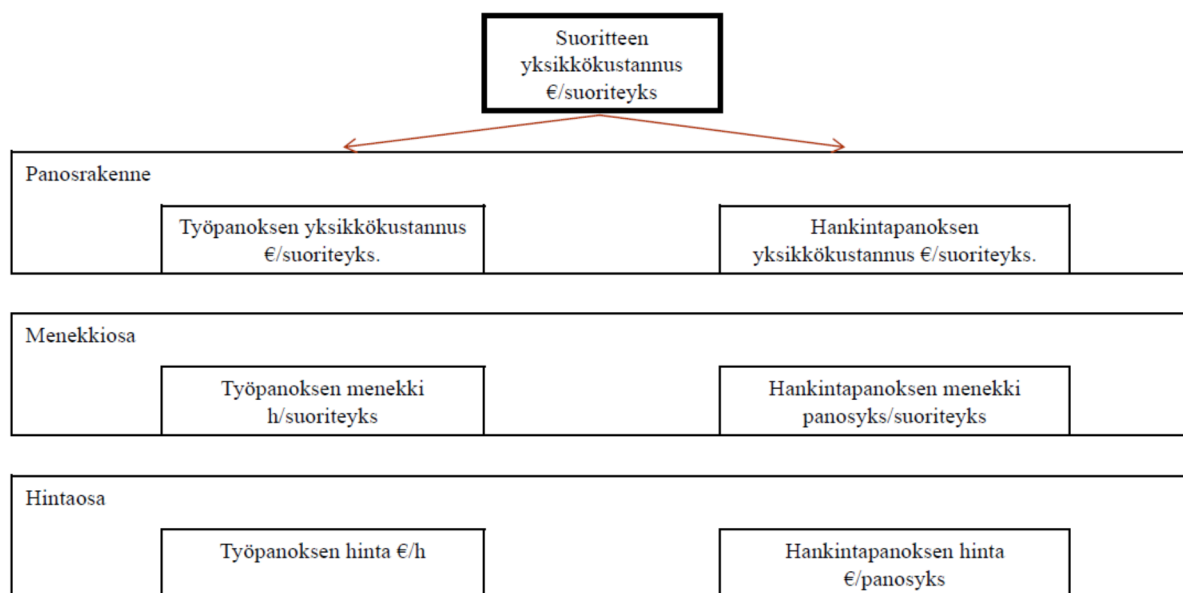 Suoritteen
yksikkökustannus
€/suoriteyks
Panosrakenne
Työpanoksen yksikkökustannus
€/suoriteyks.
Hankintapanoksen
yksikkökustannus €/suoriteyks.
Menekkiosa
Työpanoksen menekki
h/suoriteyks
Hankintapanoksen menekki
panosyks/suoriteyks
Hintaosa
Työpanoksen hinta €/h
Hankintapanoksen hinta
€/panosyks